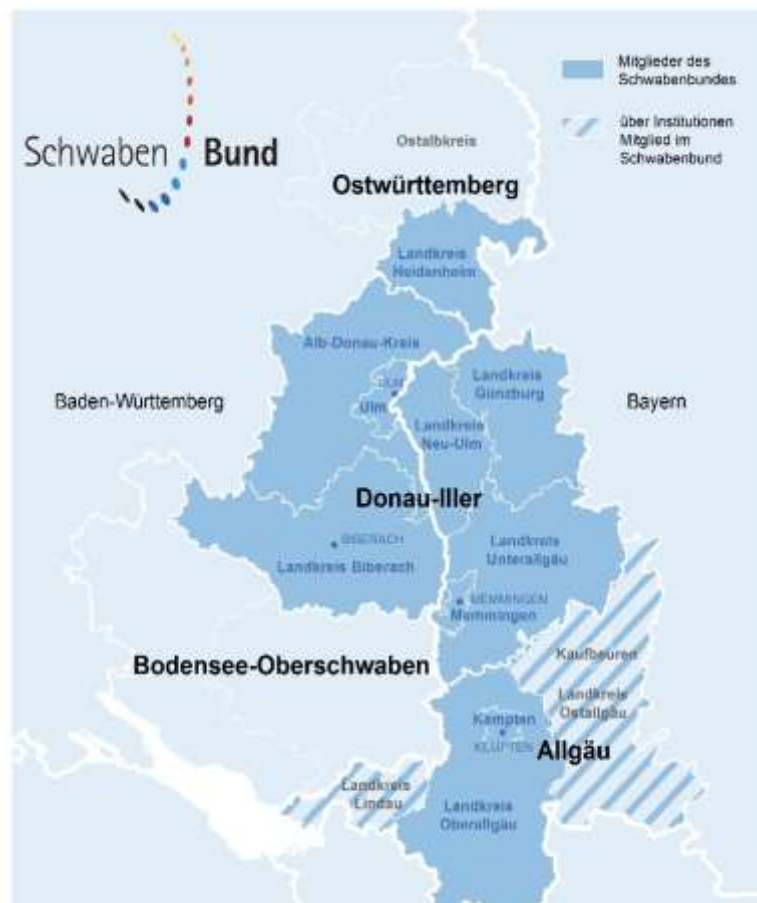 Mitglieder des
Schwabenbundes
über Institutionen
Mitglied im
Schwabenbund
Schwaben Bund
Ostalbkreis
Ostwürttemberg
Landkreis
Heidenheim
Alb-Donau-Kreis
Landkreis
Günzburg
ULM
Ulm
Baden-Württemberg
Bayern
Landkreis
Neu-Ulm
Donau-Iller
BIBERACH
Landkreis Biberach
Landkreis
Unterallgäu
MEMMINGEN
Memmingen
Kaufbeuren
Bodensee-Oberschwaben
Landkreis
Ostallgäu
Kempten
Allgäu
Landkreis
Lindau
Landkreis
Oberallgäu